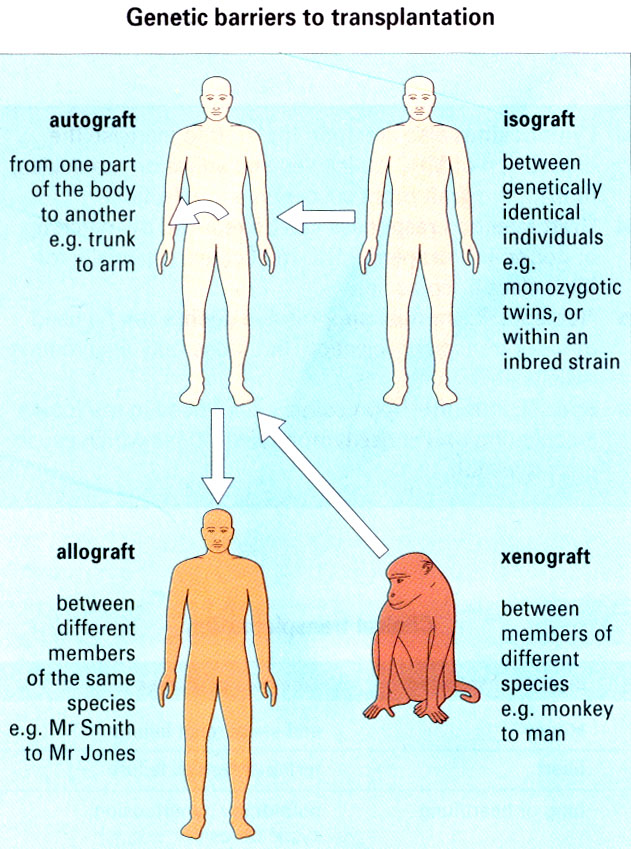 Genetic barriers to transplantation
autograft
from one part
of the body
to another
e.g. trunk
to arm
isograft
between
genetically
identical
individuals
e.g.
monozygotic
twins, or
within an
inbred strain
allograft
between
different
members
of the same
species
e.g. Mr Smith
to Mr Jones
xenograft
between
members of
different
species
e.g. monkey
to man